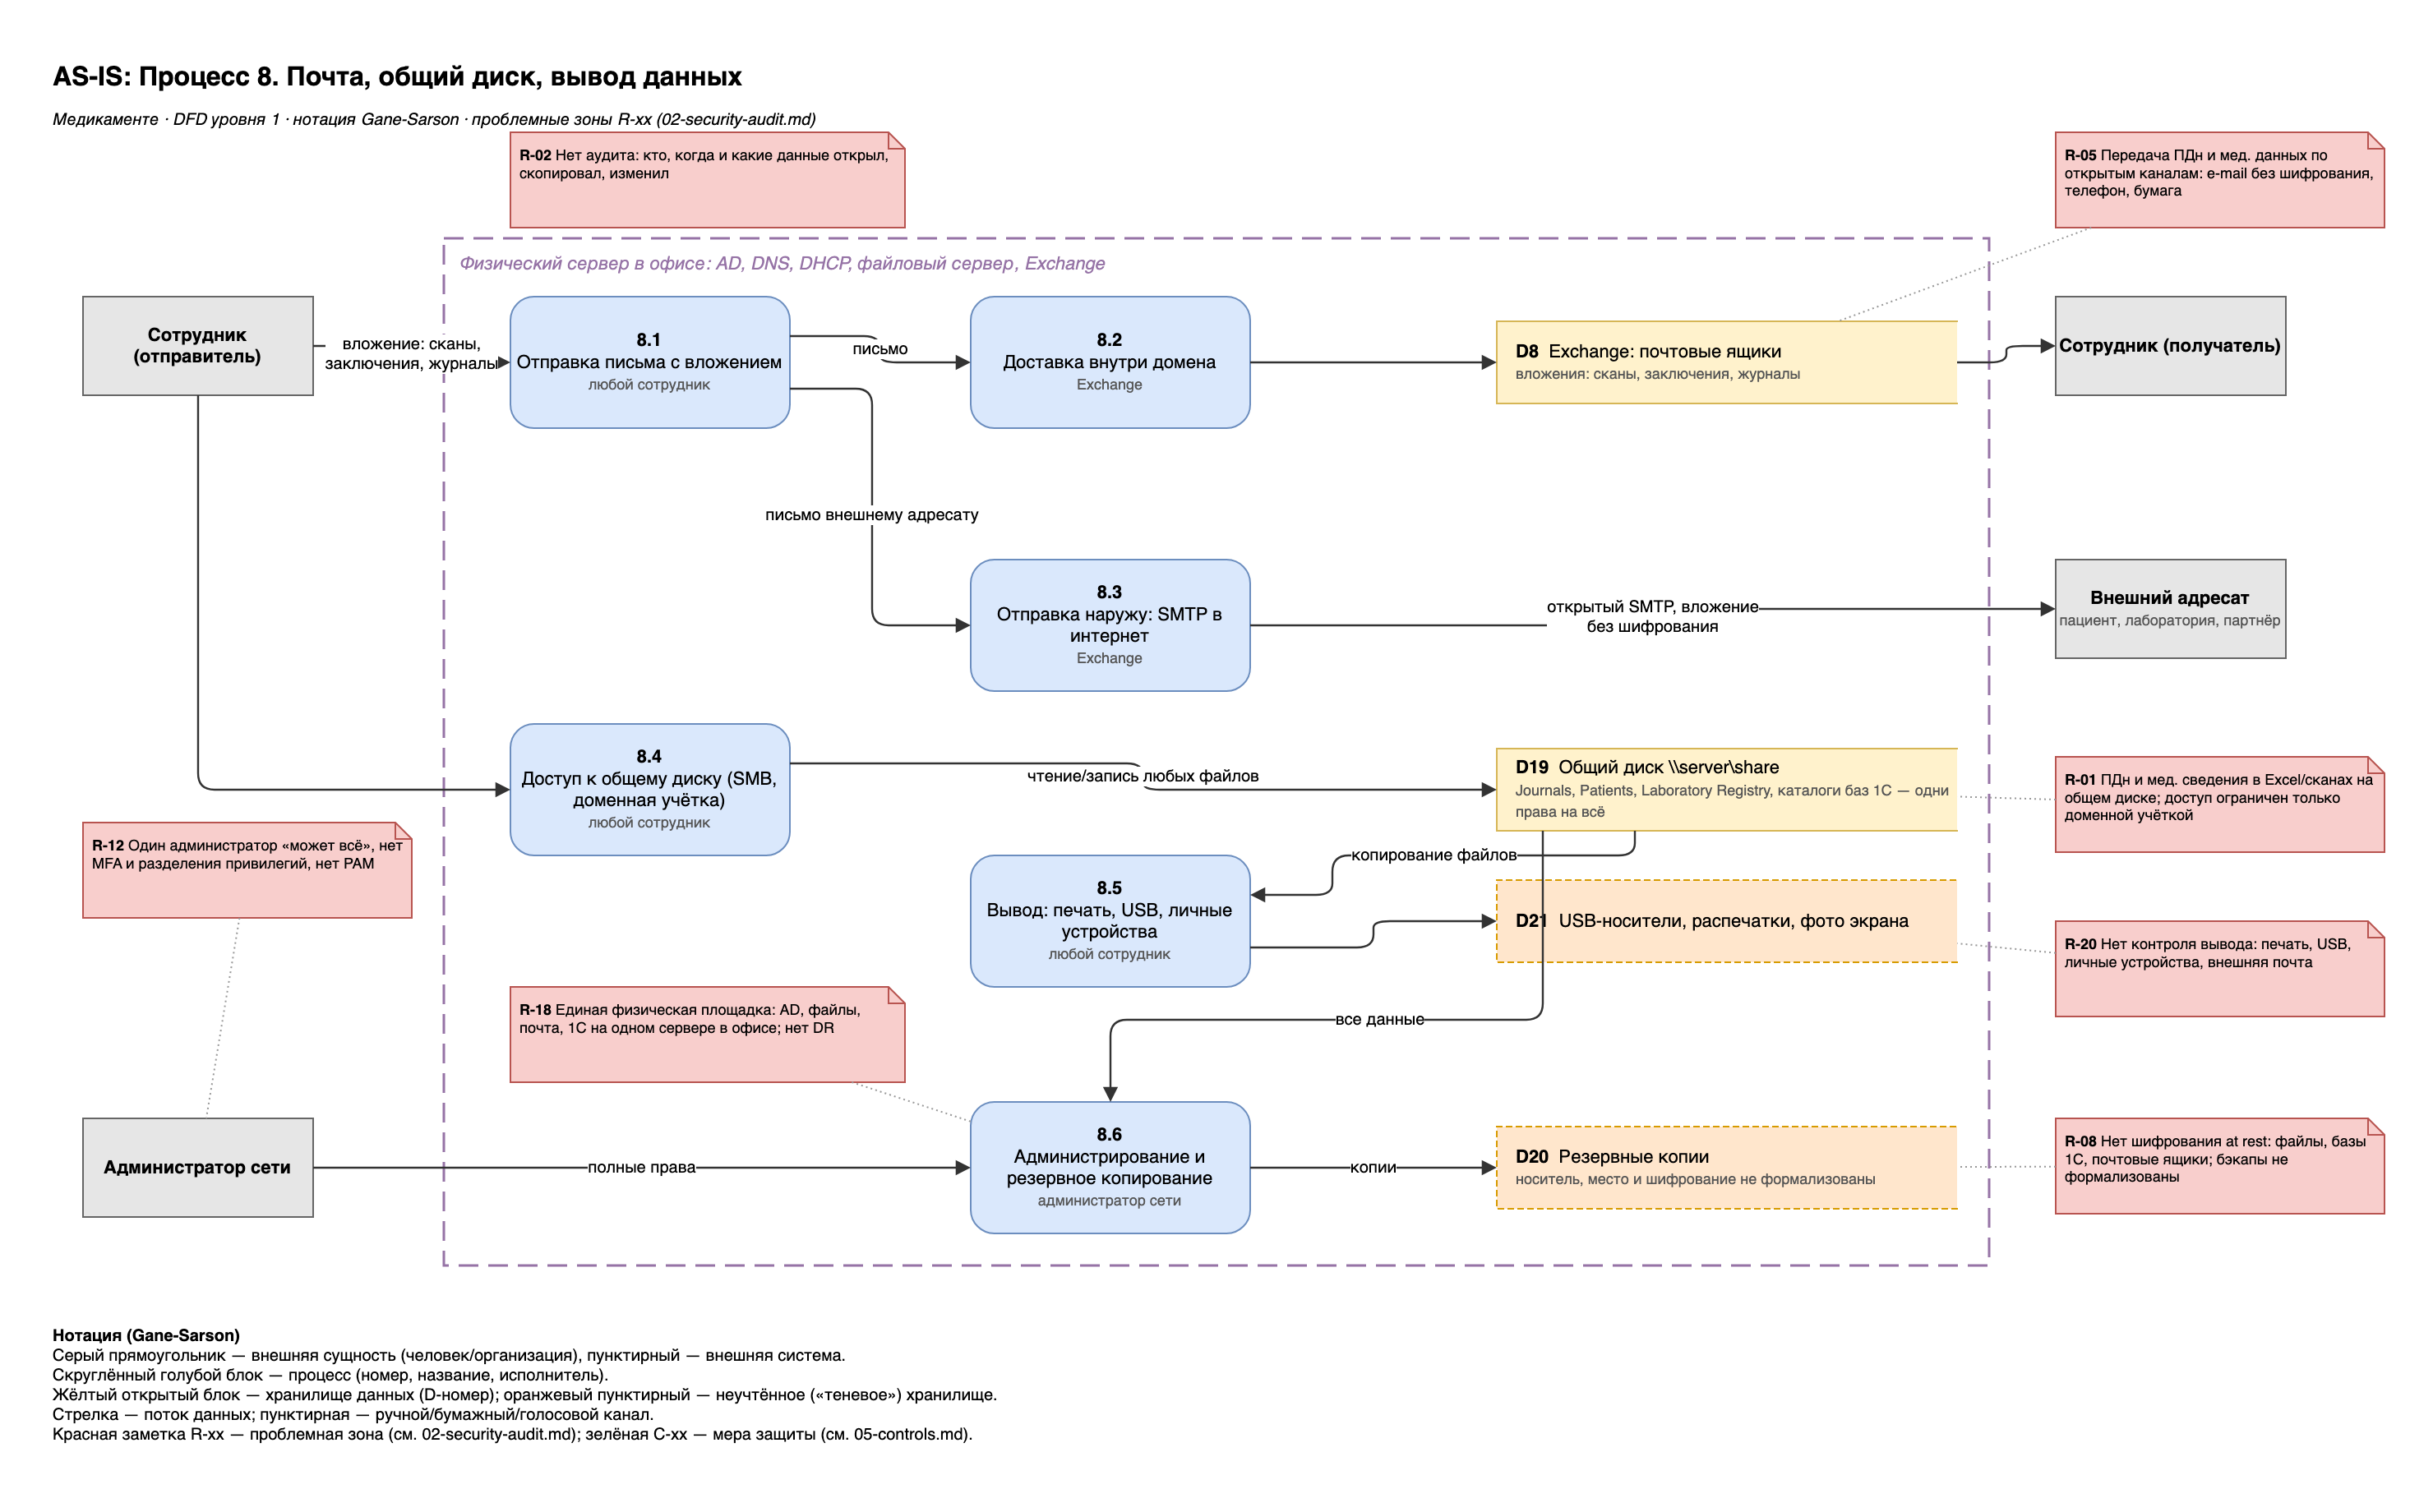 AS-IS: Процесс 8. Почта, общий диск, вывод данных
Медикаменте · DFD уровня 1 · нотация Gane-Sarson · проблемные зоны R-xx (02-security-audit.md)
R-02 Нет аудита: кто, когда и какие данные открыл,
скопировал, изменил
R-05 Передача ПДн и мед. данных по
открытым каналам: e-mail без шифрования,
телефон, бумага
Физический сервер в офисе: AD, DNS, DHCP, файловый сервер, Exchange
Сотрудник
(отправитель)
вложение: сканы,
заключения, журналы
8.1
Отправка письма с вложением
любой сотрудник
письмо
8.2
Доставка внутри домена
Exchange
D8 Exchange: почтовые ящики
вложения: сканы, заключения, журналы
Сотрудник (получатель)
письмо внешнему адресату
8.3
Отправка наружу: SMTP в
интернет
Exchange
открытый SMTP, вложение
без шифрования
Внешний адресат
пациент, лаборатория, партнёр
8.4
Доступ к общему диску (SMB,
доменная учётка)
любой сотрудник
чтение/запись любых файлов
D19 Общий диск \\server\share
Journals, Patients, Laboratory Registry, каталоги баз 1С — одни
права на всё
R-01 ПДн и мед. сведения в Excel/сканах на
общем диске; доступ ограничен только
доменной учёткой
R-12 Один администратор «может всё», нет
MFA и разделения привилегий, нет PAM
копирование файлов
8.5
Вывод: печать, USB, личные
устройства
любой сотрудник
D21 USB-носители, распечатки, фото экрана
R-20 Нет контроля вывода: печать, USB,
личные устройства, внешняя почта
R-18 Единая физическая площадка: AD, файлы,
почта, 1С на одном сервере в офисе; нет DR
все данные
Администратор сети
полные права
8.6
Администрирование и
резервное копирование
администратор сети
копии
D20 Резервные копии
носитель, место и шифрование не формализованы
R-08 Нет шифрования at rest: файлы, базы
1С, почтовые ящики; бэкапы не
формализованы
Нотация (Gane-Sarson)
Серый прямоугольник — внешняя сущность (человек/организация), пунктирный — внешняя система.
Скруглённый голубой блок — процесс (номер, название, исполнитель).
Жёлтый открытый блок — хранилище данных (D-номер); оранжевый пунктирный — неучтённое («теневое») хранилище.
Стрелка — поток данных; пунктирная — ручной/бумажный/голосовой канал.
Красная заметка R-xx — проблемная зона (см. 02-security-audit.md); зелёная C-xx — мера защиты (см. 05-controls.md).